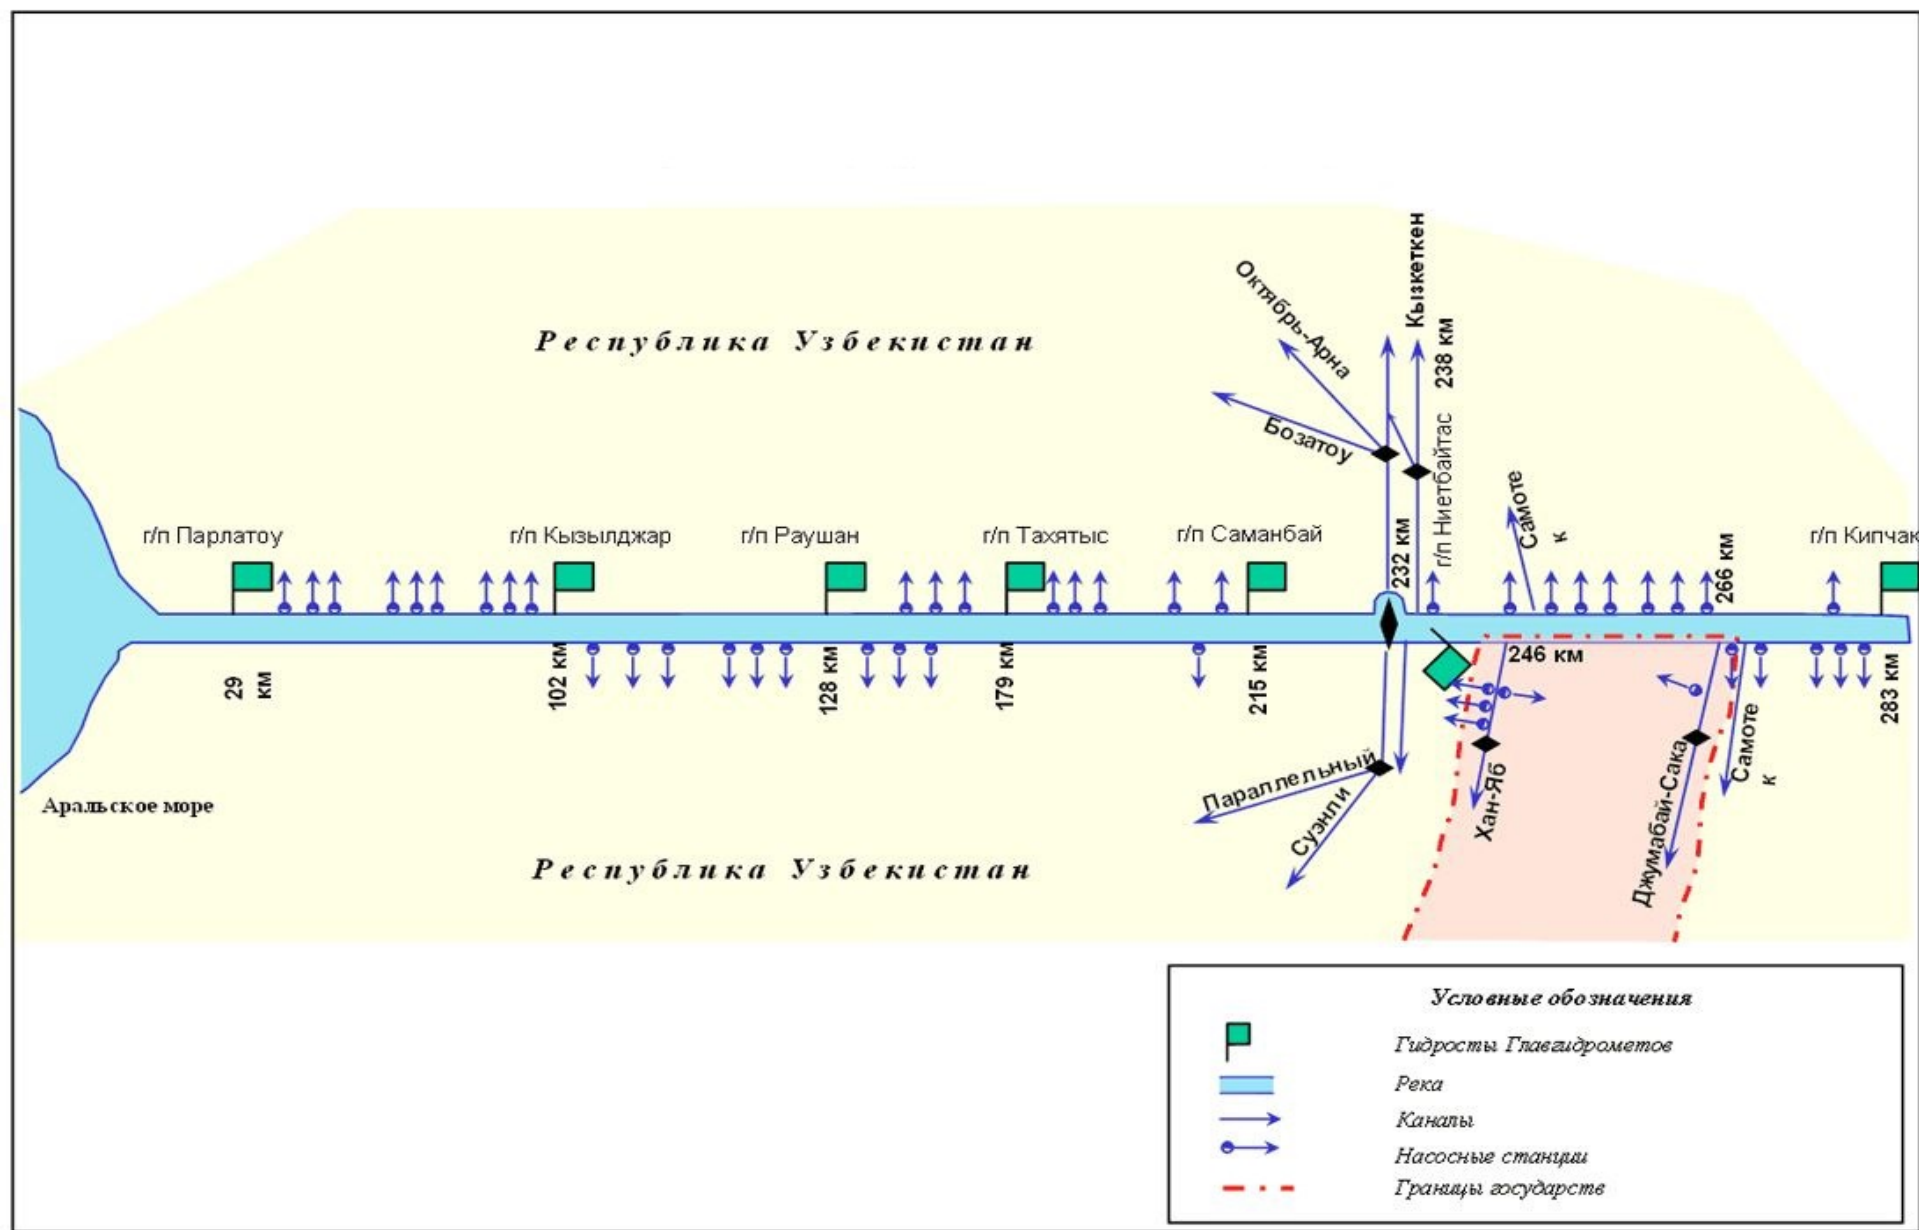 Республика Узбекистан
Октябрь-Арна
Бозатоу
Кызкеткен
238 км
г/п Ниетбайтас
232 км
Самоте
к
266 км
г/п Парлатоу
г/п Кызылджар
г/п Раушан
г/п Тахятыс
г/п Саманбай
г/п Кипчак
29
км
102 км
128 км
179 км
215 км
246 км
283 км
Параллельный
Суэнли
Хан-Яб
Джумабай-Сака
Самоте
к
Аральское море
Республика Узбекистан
Условные обозначения
Гидросты Главгидрометов
Река
Каналы
Насосные станции
Границы государств